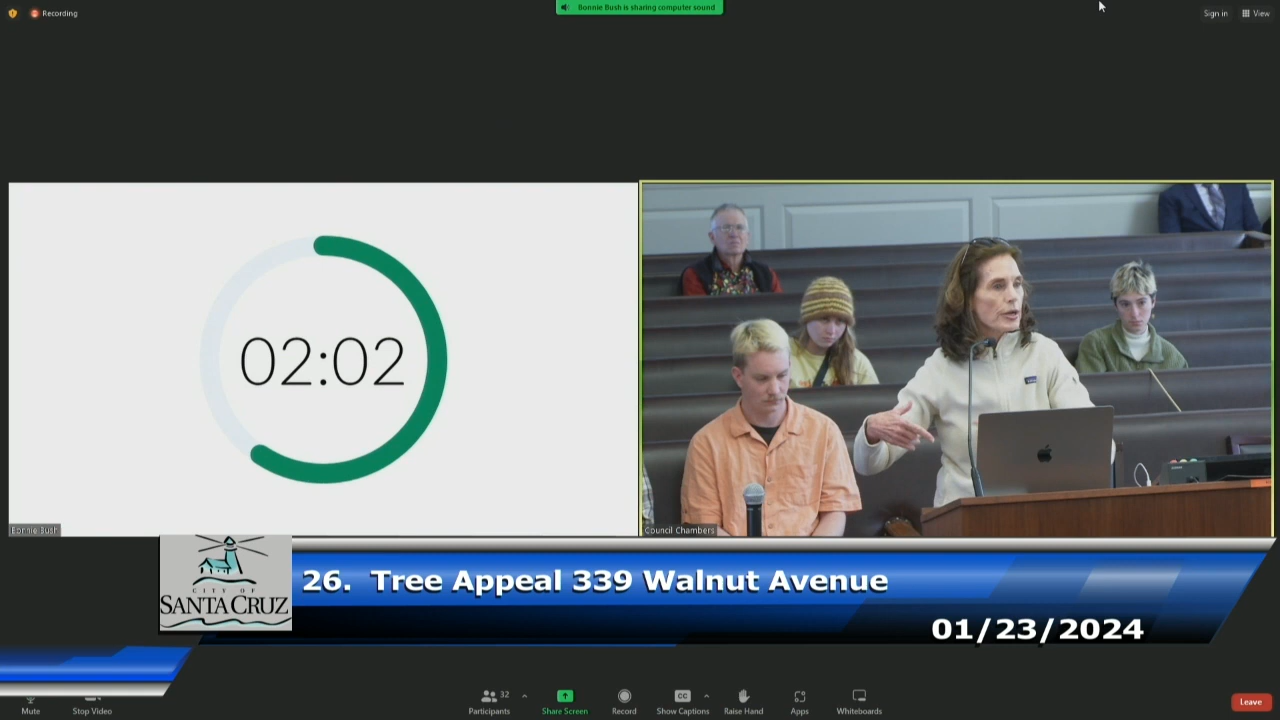 Recording
Bonnie Bush is sharing computer sound
Sign in
View
02:02
Bonnie Bush
Council Chambers
CITY OF
SANTA CRUZ
26. Tree Appeal 339 Walnut Avenue
01/23/2024
Mute
Stop Video
Participants
32
Share Screen
Record
CC
Show Captions
Raise Hand
Apps
Whiteboards
Leave